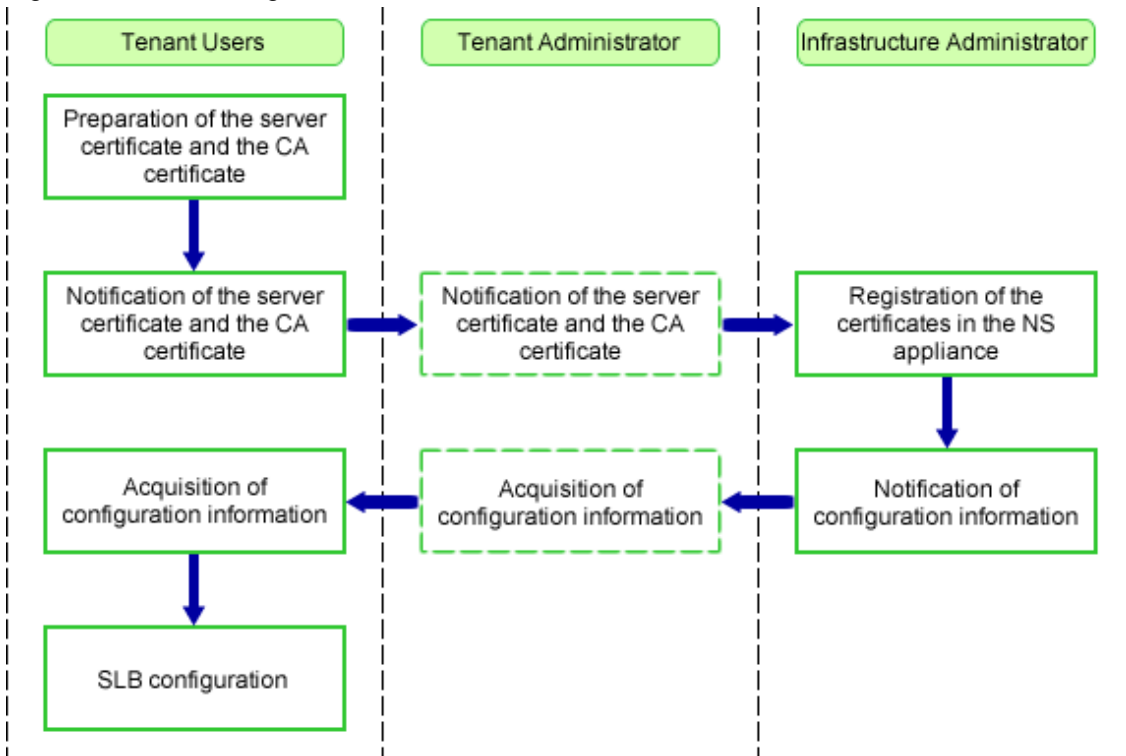 Tenant Users
Tenant Administrator
Infrastructure Administrator
Preparation of the server
certificate and the CA
certificate
Notification of the server
certificate and the CA
certificate
Notification of the server
certificate and the CA
certificate
Registration of the
certificates in the NS
appliance
Acquisition of
configuration information
Acquisition of
configuration information
Notification of
configuration information
SLB configuration